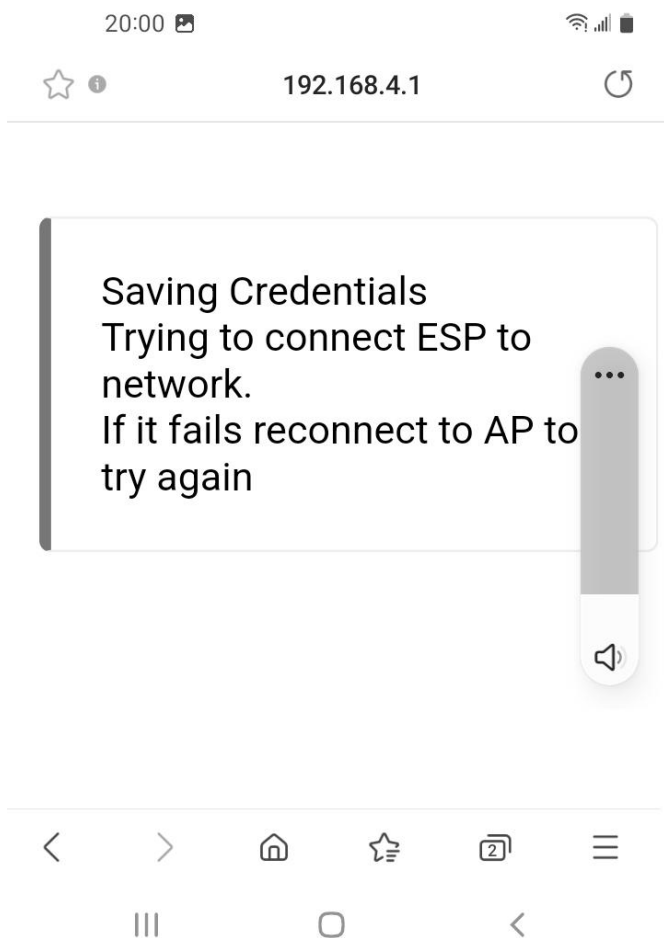 20:00
192.168.4.1
Saving Credentials
Trying to connect ESP to
network.
If it fails reconnect to AP to
try again
2